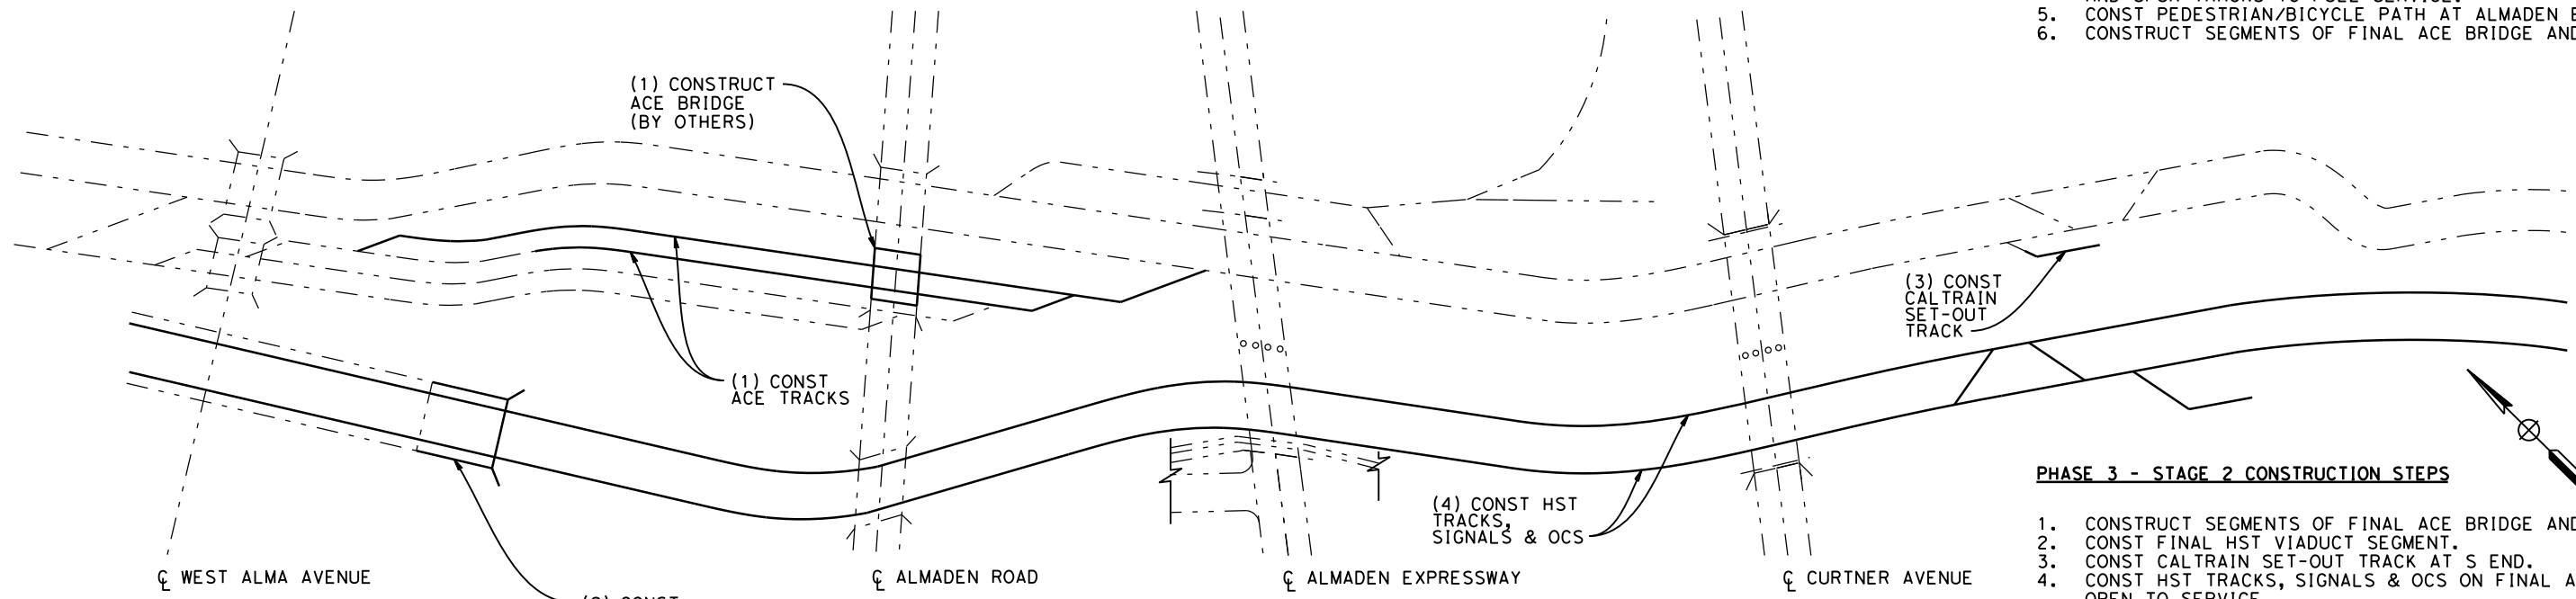 5. CONST PEDESTRIAN/BICYCLE PATH AT ALMADEN
6. CONSTRUCT SEGMENTS OF FINAL ACE BRIDGE AND
(1) CONSTRUCT
ACE BRIDGE
(BY OTHERS)
(1) CONST
ACE TRACKS
(3) CONST
CALTRAIN
SET-OUT
TRACK
(4) CONST HST
TRACKS,
SIGNALS & OCS
PHASE 3 - STAGE 2 CONSTRUCTION STEPS
1. CONSTRUCT SEGMENTS OF FINAL ACE BRIDGE AND
2. CONST FINAL HST VIADUCT SEGMENT.
3. CONST CALTRAIN SET-OUT TRACK AT S END.
4. CONST HST TRACKS, SIGNALS & OCS ON FINAL
OPEN TO SERVICE
℄ WEST ALMA AVENUE
℄ ALMADEN ROAD
℄ ALMADEN EXPRESSWAY
℄ CURTNER AVENUE